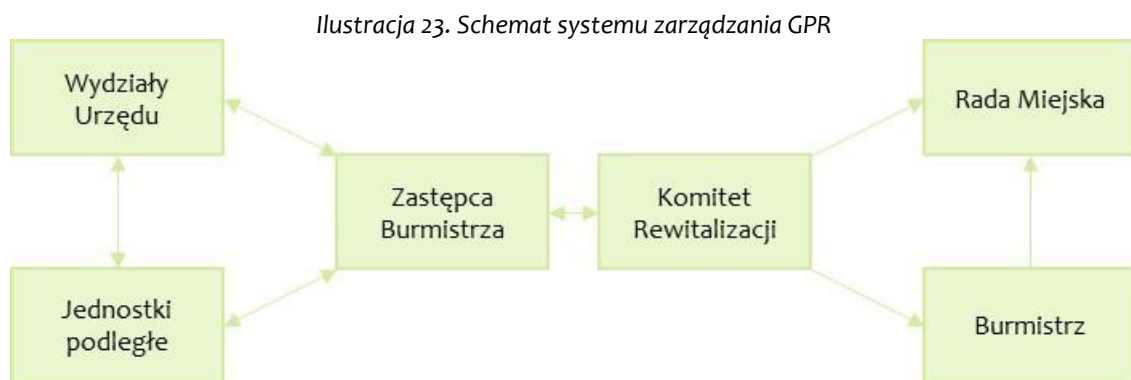 Ilustracja 23. Schemat systemu zarządzania GPR
Wydziały
Urzędu
Rada Miejska
Zastępca
Burmistrza
Komitet
Rewitalizacji
Jednostki
podległe
Burmistrz